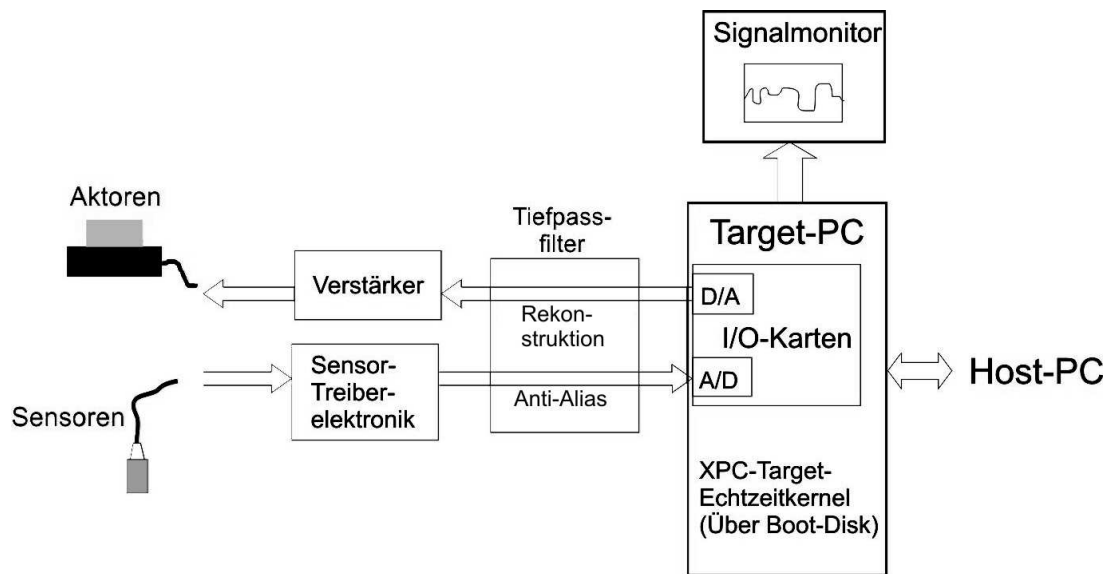 Signalmonitor
Aktoren
Tiefpass-
filter
Target-PC
Verstärker
D/A
Rekon-
struktion
I/O-Karten
Sensor-
Treiber-
elektronik
A/D
Anti-Alias
Host-PC
Sensoren
XPC-Target-
Echtzeitkernel
(Über Boot-Disk)